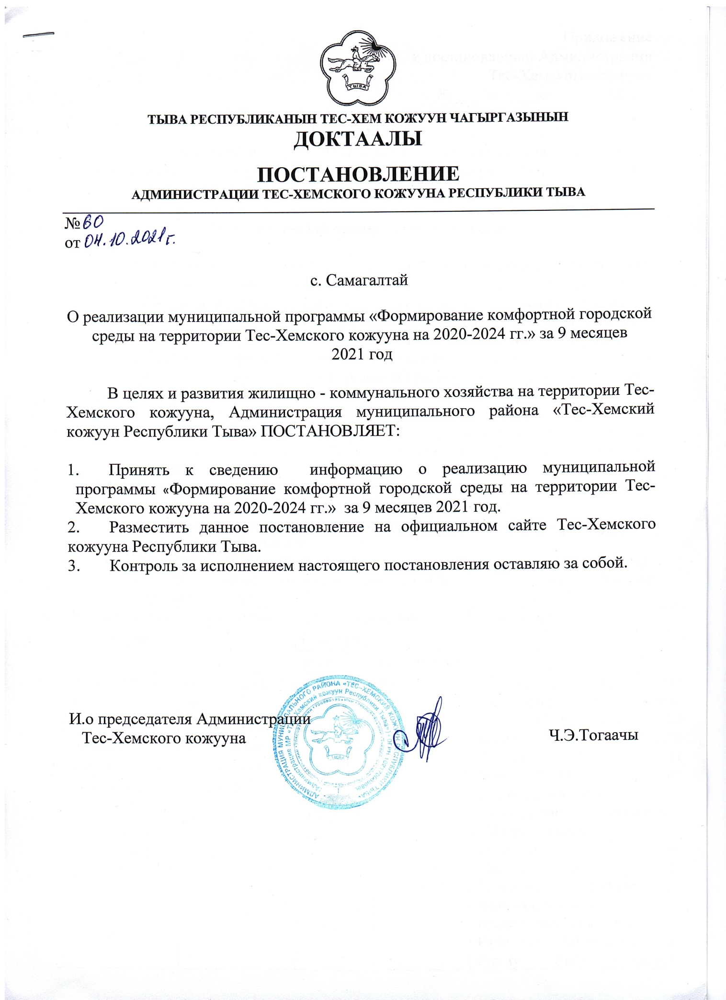 ТЫВА
ТЫВА РЕСПУБЛИКАНЫН ТЕС-ХЕМ КОЖУУН ЧАГЫРГАЗЫНЫН
ДОКТААЛЫ
ПОСТАНОВЛЕНИЕ
АДМИНИСТРАЦИИ ТЕС-ХЕМСКОГО КОЖУУНА РЕСПУБЛИКИ ТЫВА
№ 60
от 04.10.2021 г.
с. Самагалтай
О реализации муниципальной программы «Формирование комфортной городской
среды на территории Тес-Хемского кожууна на 2020-2024 гг.» за 9 месяцев
2021 год
В целях и развития жилищно - коммунального хозяйства на территории Тес-
Хемского кожууна, Администрация муниципального района «Тес-Хемский
кожуун Республики Тыва» ПОСТАНОВЛЯЕТ:
1. Принять к сведению информацию о реализацию муниципальной
программы «Формирование комфортной городской среды на территории Тес-
Хемского кожууна на 2020-2024 гг.» за 9 месяцев 2021 год.
2. Разместить данное постановление на официальном сайте Тес-Хемского
кожууна Республики Тыва.
3. Контроль за исполнением настоящего постановления оставляю за собой.
И.о председателя Администрации
Тес-Хемского кожууна
Ч.Э.Тогаачы
АДМИНИСТРАЦИЯ МУНИЦИПАЛЬНОГО РАЙОНА «ТЕС-ХЕМСКИЙ КОЖУУН РЕСПУБЛИКИ ТЫВА»
(Администрация МР «Тес-Хемский кожуун Республики Тыва»)